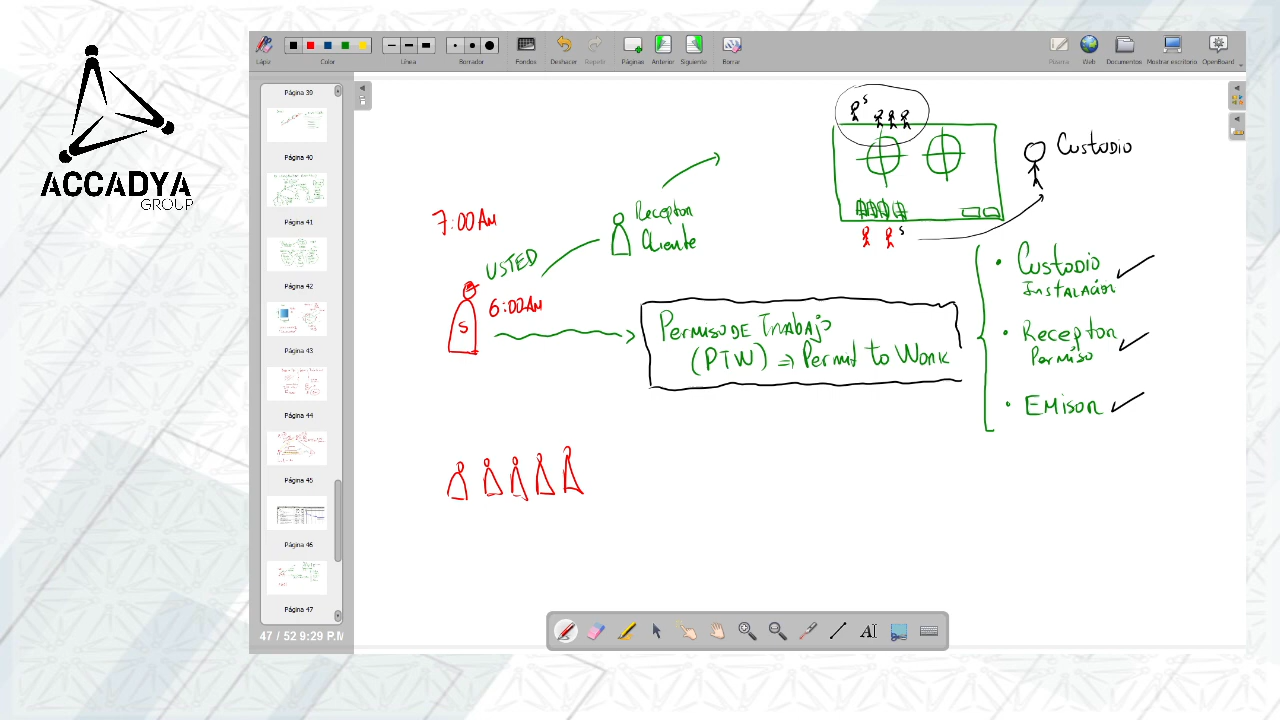 ACCADYA
GROUP
Lápiz
Color
Línea
Borrador
Fondos
Deshacer
Repetir
Páginas
Anterior
Siguiente
Borrar
Pizarra
Web
Documentos
Mostrar escritorio
OpenBoard
Página 39
Página 40
Página 41
Página 42
Página 43
Página 44
Página 45
Página 46
Página 47
47 / 52 9:29 P.M
S
Custodio
Receptor
Cliente
7:00 Am
USTED
6:00 Am
S
S
Permiso de Trabajo
(PTW) => Permit to Work
• Custodio
Instalación
• Receptor
Permiso
• Emisor